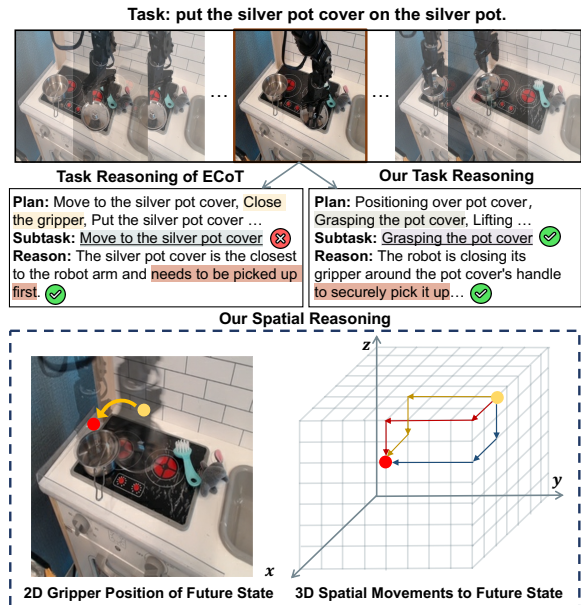 Task: put the silver pot cover on the silver pot.
... ...
Task Reasoning of ECoT
Plan: Move to the silver pot cover, Close
the gripper, Put the silver pot cover ...
Subtask: Move to the silver pot cover
Reason: The silver pot cover is the closest
to the robot arm and needs to be picked up
first.
Our Task Reasoning
Plan: Positioning over pot cover,
Grasping the pot cover, Lifting ...
Subtask: Grasping the pot cover
Reason: The robot is closing its
gripper around the pot cover's handle
to securely pick it up...
Our Spatial Reasoning
z
y
x
2D Gripper Position of Future State
3D Spatial Movements to Future State